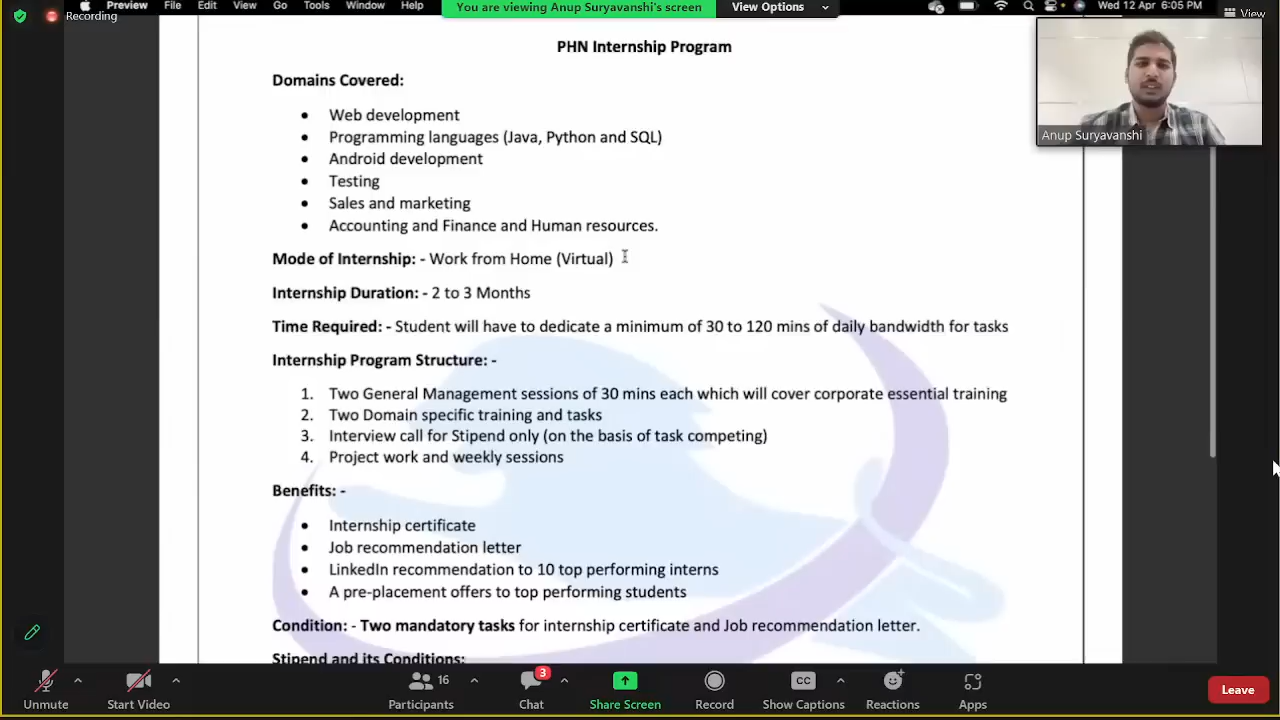 Preview File Edit View Go Tools Window Help
You are viewing Anup Suryavanshi's screen
View Options
Wed 12 Apr 6:05 PM
Recording
View
PHN Internship Program
Domains Covered:
• Web development
• Programming languages (Java, Python and SQL)
• Android development
• Testing
• Sales and marketing
• Accounting and Finance and Human resources.
Anup Suryavanshi
Mode of Internship: - Work from Home (Virtual)
Internship Duration: - 2 to 3 Months
Time Required: - Student will have to dedicate a minimum of 30 to 120 mins of daily bandwidth for tasks
Internship Program Structure: -
1. Two General Management sessions of 30 mins each which will cover corporate essential training
2. Two Domain specific training and tasks
3. Interview call for Stipend only (on the basis of task competing)
4. Project work and weekly sessions
Benefits: -
• Internship certificate
• Job recommendation letter
• LinkedIn recommendation to 10 top performing interns
• A pre-placement offers to top performing students
Condition: - Two mandatory tasks for internship certificate and Job recommendation letter.
Stipend and its Conditions:
Unmute
Start Video
16
Participants
3
Chat
Share Screen
Record
CC
Show Captions
Reactions
Apps
Leave